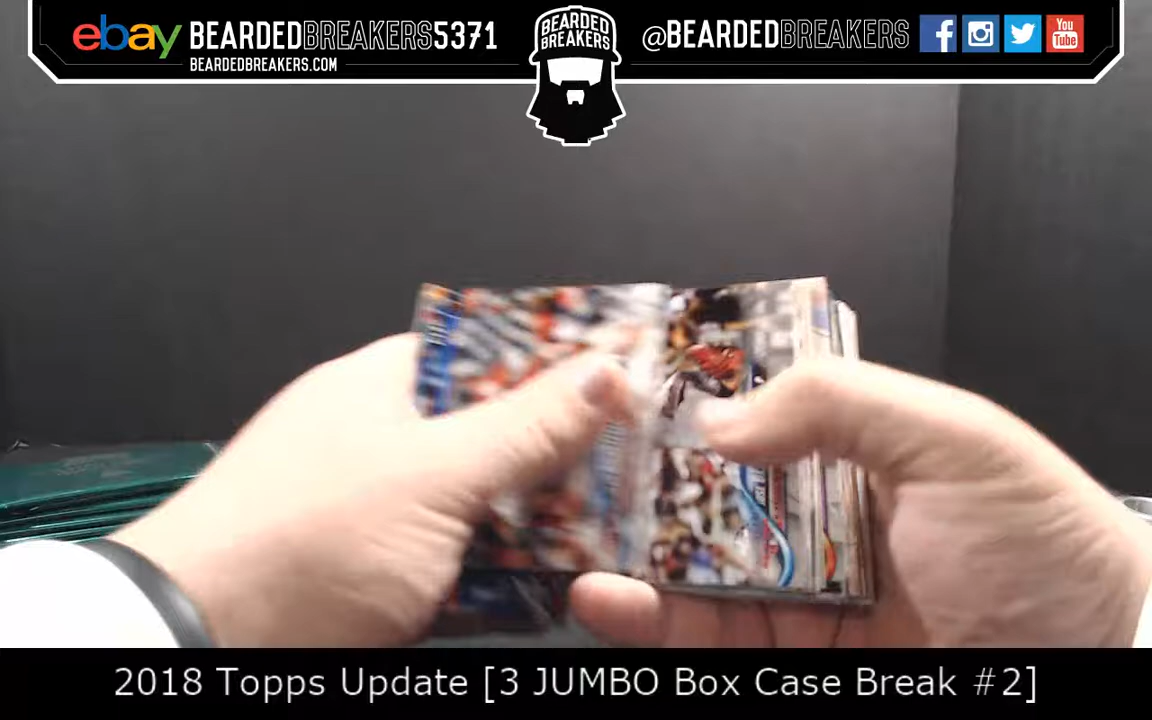 ebay BEARDEDBREAKERS5371
BEARDEDBREAKERS.COM
BEARDED
BREAKERS
@BEARDEDBREAKERS
You
Tube
2018 Topps Update [3 JUMBO Box Case Break #2]